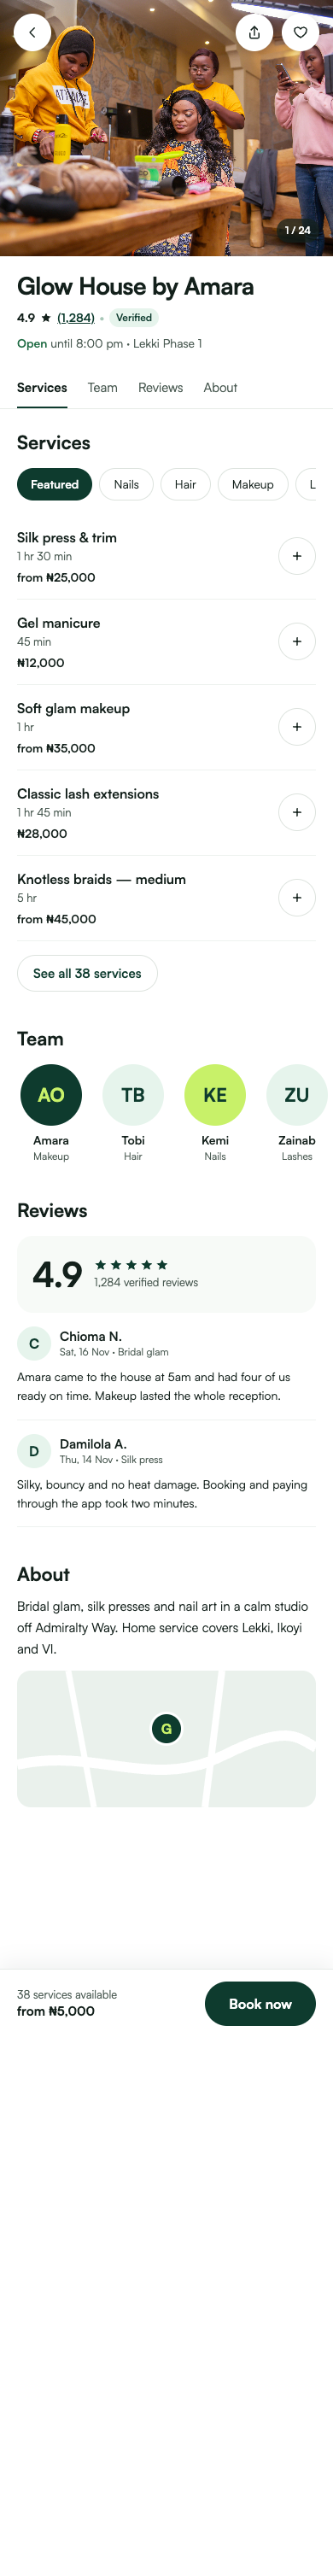 1 / 24
Glow House by Amara
4.9 ★ (1,284) • Verified
Open until 8:00 pm · Lekki Phase 1
Services Team Reviews About
Services
Featured Nails Hair Makeup L
Silk press & trim
1 hr 30 min
from ₦25,000
Gel manicure
45 min
₦12,000
Soft glam makeup
1 hr
from ₦35,000
Classic lash extensions
1 hr 45 min
₦28,000
Knotless braids — medium
5 hr
from ₦45,000
See all 38 services
Team
AO TB KE ZU
Amara Tobi Kemi Zainab
Makeup Hair Nails Lashes
Reviews
4.9 ★★★★★
1,284 verified reviews
C Chioma N.
Sat, 16 Nov · Bridal glam
Amara came to the house at 5am and had four of us
ready on time. Makeup lasted the whole reception.
D Damilola A.
Thu, 14 Nov · Silk press
Silky, bouncy and no heat damage. Booking and paying
through the app took two minutes.
About
Bridal glam, silk presses and nail art in a calm studio
off Admiralty Way. Home service covers Lekki, Ikoyi
and VI.
G
38 services available
from ₦5,000
Book now